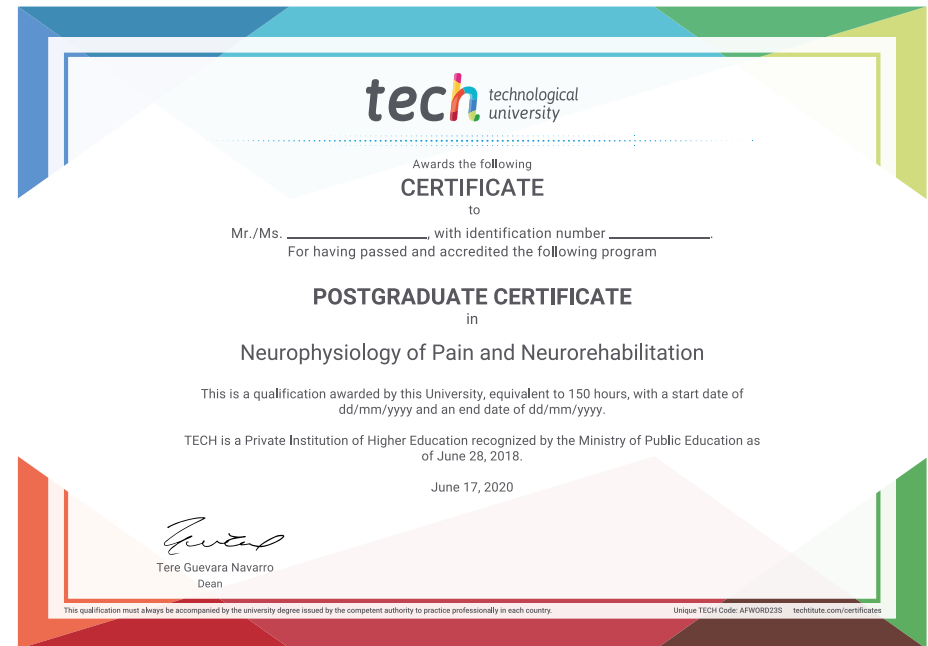 tech technological
university
Awards the following
CERTIFICATE
to
Mr./Ms. ____________________, with identification number ______________.
For having passed and accredited the following program
POSTGRADUATE CERTIFICATE
in
Neurophysiology of Pain and Neurorehabilitation
This is a qualification awarded by this University, equivalent to 150 hours, with a start date of
dd/mm/yyyy and an end date of dd/mm/yyyy.
TECH is a Private Institution of Higher Education recognized by the Ministry of Public Education as
of June 28, 2018.
June 17, 2020
Tere Guevara Navarro
Dean
This qualification must always be accompanied by the university degree issued by the competent authority to practice professionally in each country.
Unique TECH Code: AFWORD23S techtitute.com/certificates